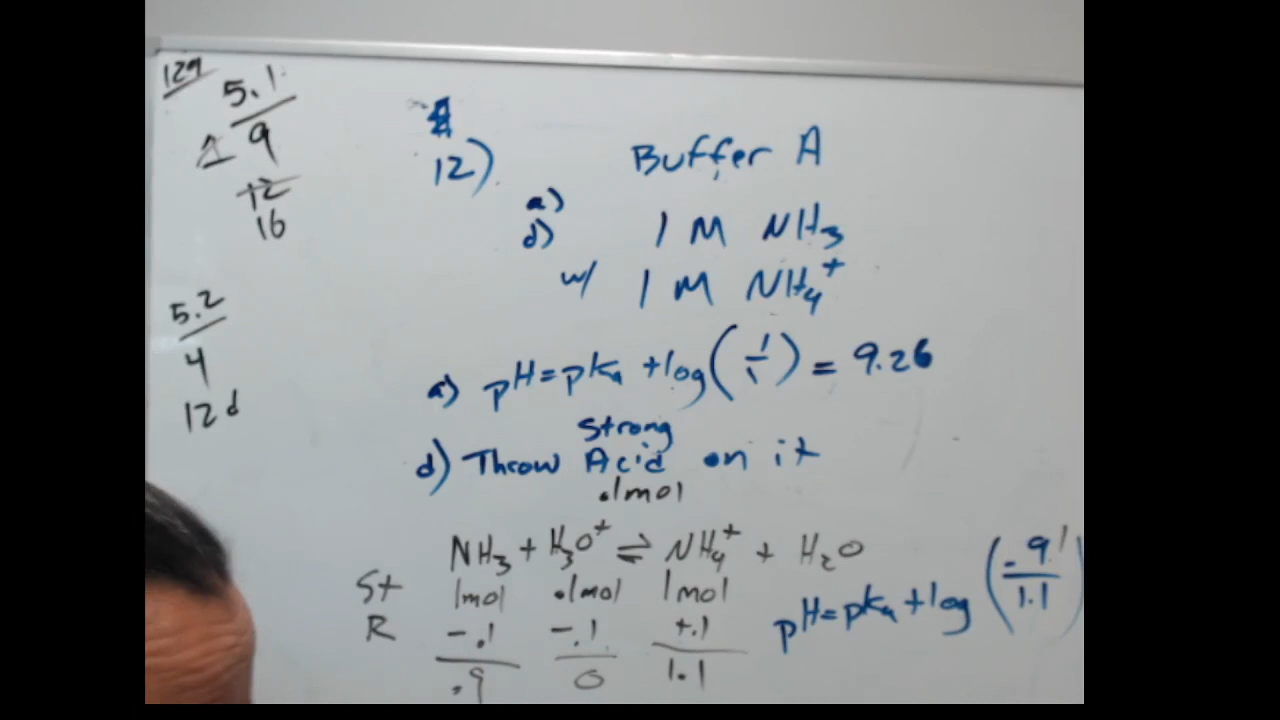 129
5.1
9
12
16
5.2
4
12d
12)
Buffer A
a)
d)
1 M NH3
w/ 1 M NH4+
a) pH=pka+log(1/1)=9.26
Strong
d) Throw Acid on it
.1mol
NH3+H3O+⇌NH4++H2O
St 1mol .1mol 1mol
R -.1 -.1 +.1
.9 0 1.1
pH=pka+log(.9/1.1)